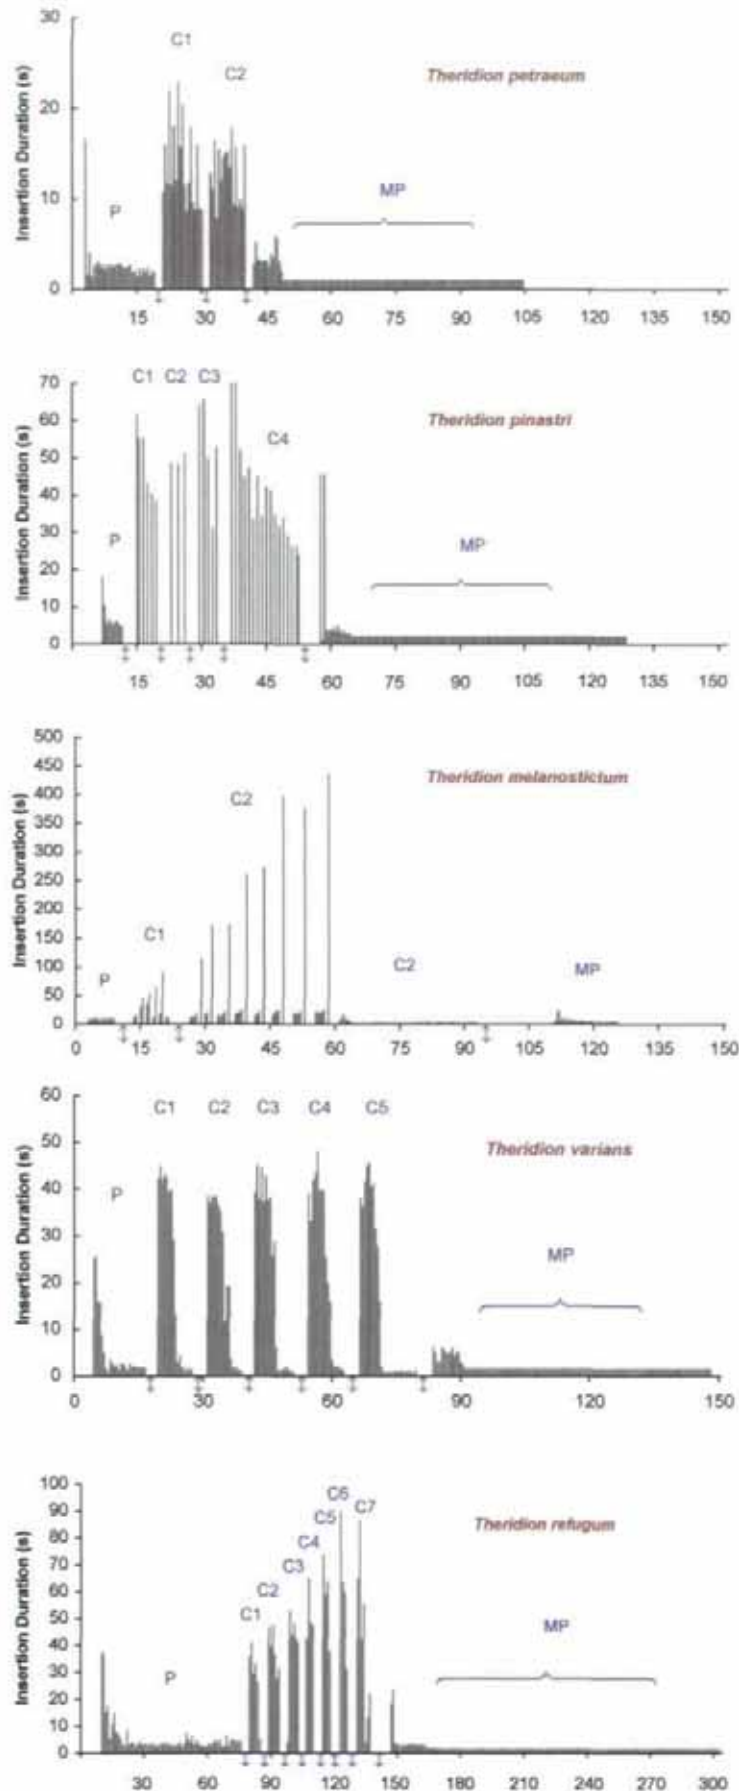 30
C1
C2
Theridion petraeum
Insertion Duration (s)
20
MP
P
10
0
15 30 45 60 75 90 105 120 135 150
70
C1 C2 C3
Theridion pinastri
60
C4
50
Insertion Duration (s)
40
30
P
MP
20
10
0
15 30 45 60 75 90 105 120 135 150
500
450
Theridion melanostictum
400
C2
350
Insertion Duration (s)
300
250
200
C1
150
C2
100
P
MP
50
0
0 15 30 45 60 75 90 105 120 135 150
60
C1 C2 C3 C4 C5
50
Theridion varians
40
P
Insertion Duration (s)
30
MP
20
10
0
0 30 60 90 120 150
100
C6
90
C7
C5
Theridion refugum
80
C4
70
C3
Insertion Duration (s)
60
C2
50
C1
MP
40
30
P
20
10
0
30 60 90 120 150 180 210 240 270 300